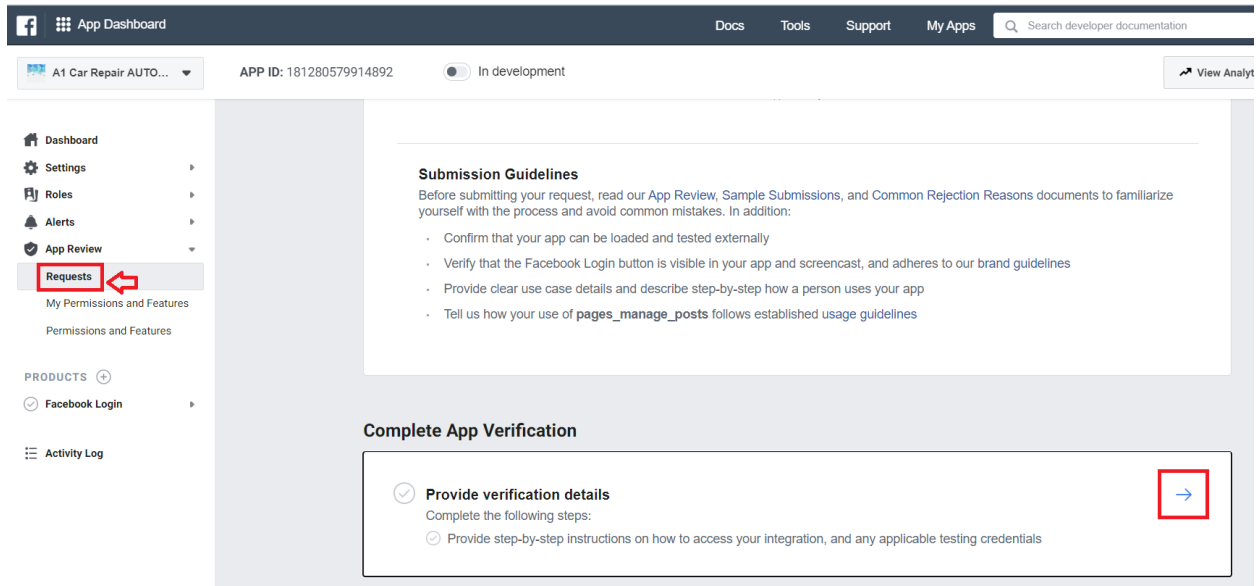 App Dashboard
Docs Tools Support My Apps Search developer documentation
A1 Car Repair AUTO... APP ID: 181280579914892 In development View Analyt
Dashboard
Settings
Roles
Alerts
App Review
Requests
My Permissions and Features
Permissions and Features
PRODUCTS
Facebook Login
Activity Log
Submission Guidelines
Before submitting your request, read our App Review, Sample Submissions, and Common Rejection Reasons documents to familiarize
yourself with the process and avoid common mistakes. In addition:
· Confirm that your app can be loaded and tested externally
· Verify that the Facebook Login button is visible in your app and screencast, and adheres to our brand guidelines
· Provide clear use case details and describe step-by-step how a person uses your app
· Tell us how your use of pages_manage_posts follows established usage guidelines
Complete App Verification
Provide verification details
Complete the following steps:
Provide step-by-step instructions on how to access your integration, and any applicable testing credentials